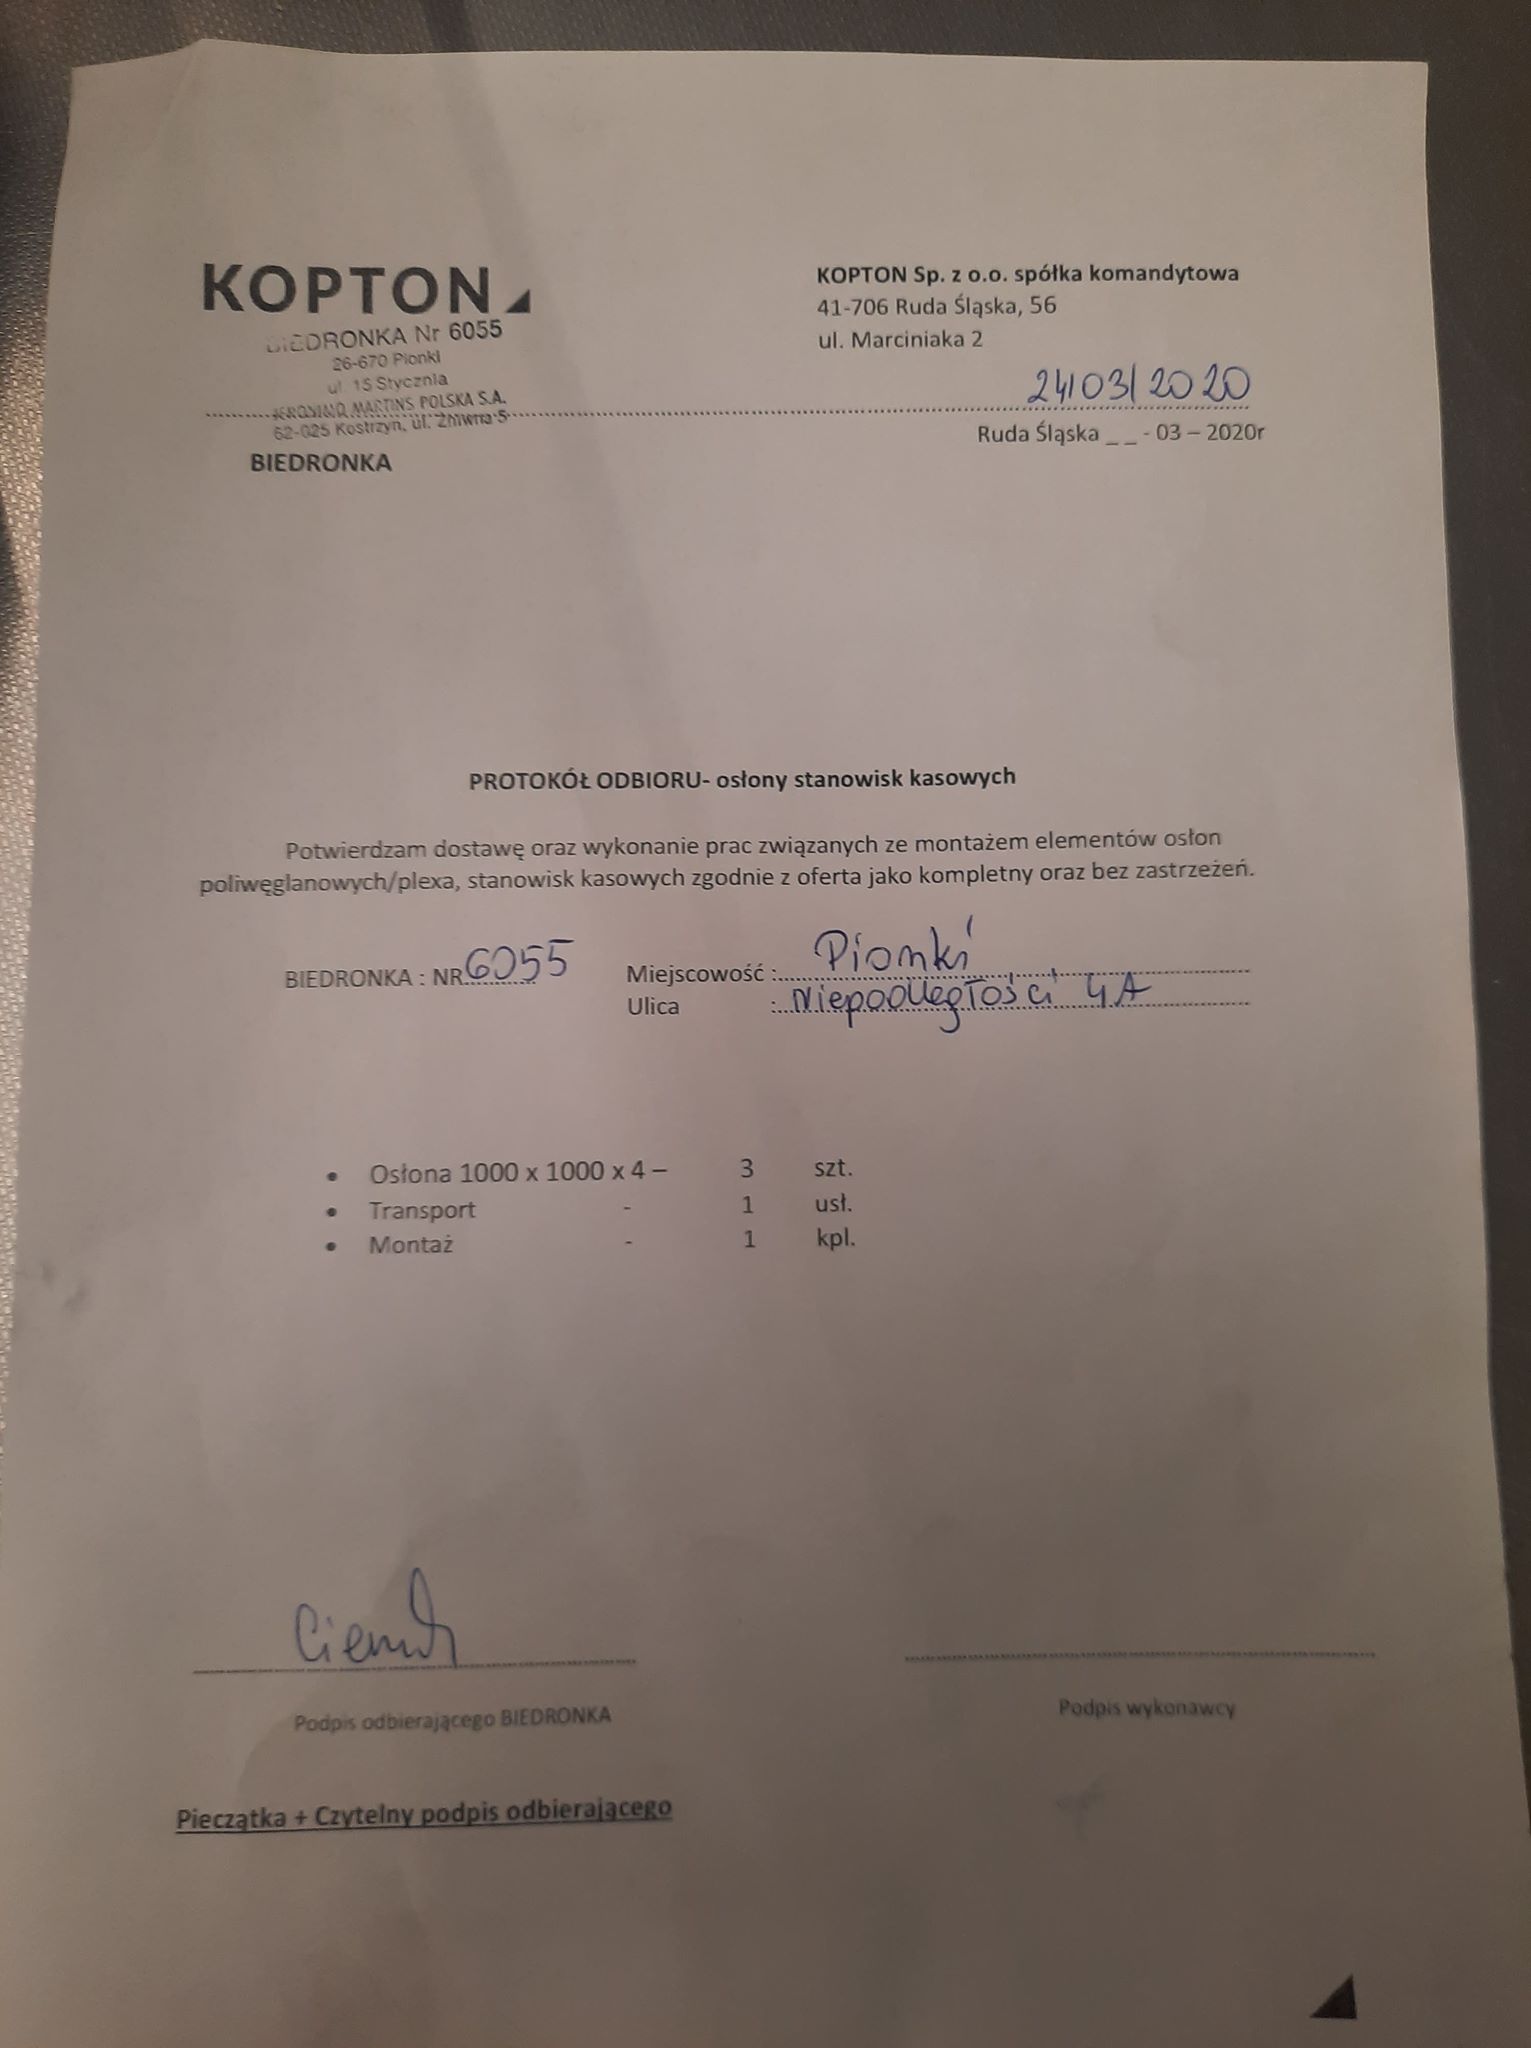 KOPTON
KOPTON Sp. z o.o. spółka komandytowa
41-706 Ruda Śląska, 56
ul. Marciniaka 2
BIEDRONKA Nr 6055
26-670 Pionki
ul. 15 Stycznia
JERONIMO MARTINS POLSKA S.A.
62-025 Kostrzyn, ul. Żniwna 5
24/03/2020
Ruda Śląska _ _ - 03 – 2020r
BIEDRONKA
PROTOKÓŁ ODBIORU- osłony stanowisk kasowych
Potwierdzam dostawę oraz wykonanie prac związanych ze montażem elementów osłon
poliwęglanowych/plexa, stanowisk kasowych zgodnie z oferta jako kompletny oraz bez zastrzeżeń.
BIEDRONKA : NR 6055 Miejscowość : Pionki
Ulica : Niepodległości 4A
• Osłona 1000 x 1000 x 4 – 3 szt.
• Transport - 1 usł.
• Montaż - 1 kpl.
Podpis odbierającego BIEDRONKA
Podpis wykonawcy
Pieczątka + Czytelny podpis odbierającego